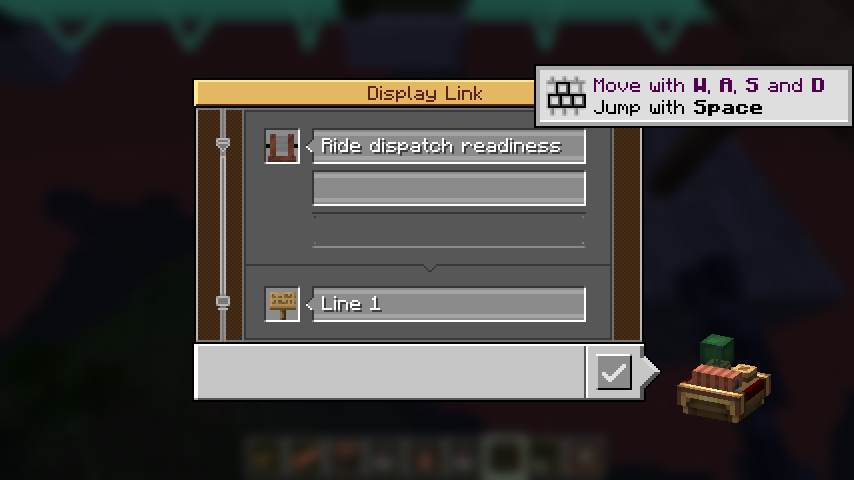 Display Link
Move with W, A, S and D
Jump with Space
Ride dispatch readiness
Line 1